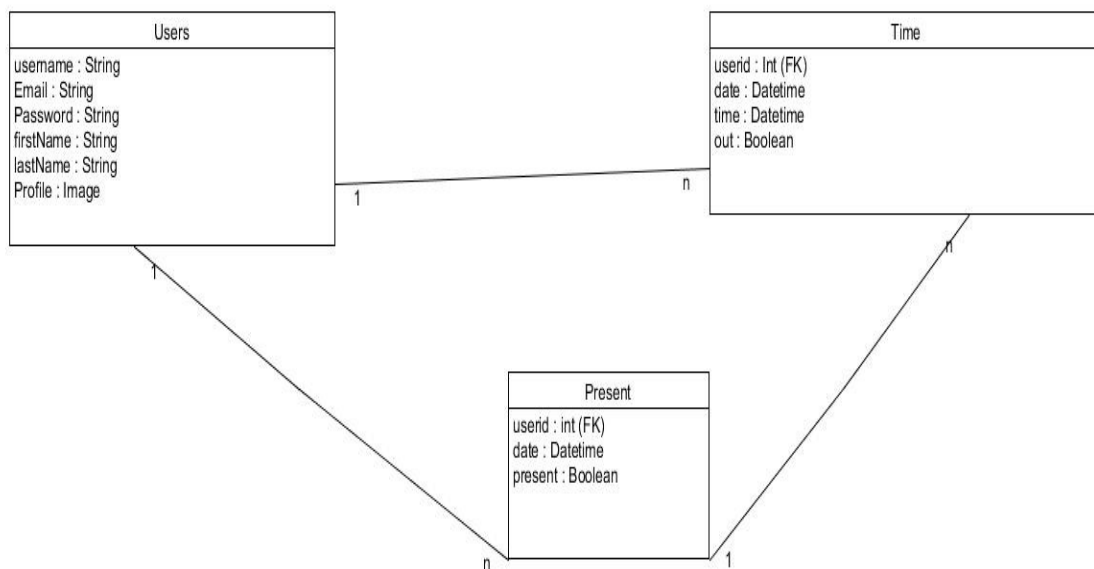 Users
username : String
Email : String
Password : String
firstName : String
lastName : String
Profile : Image
1
1
Time
userid : Int (FK)
date : Datetime
time : Datetime
out : Boolean
n
n
Present
userid : int (FK)
date : Datetime
present : Boolean
n
1